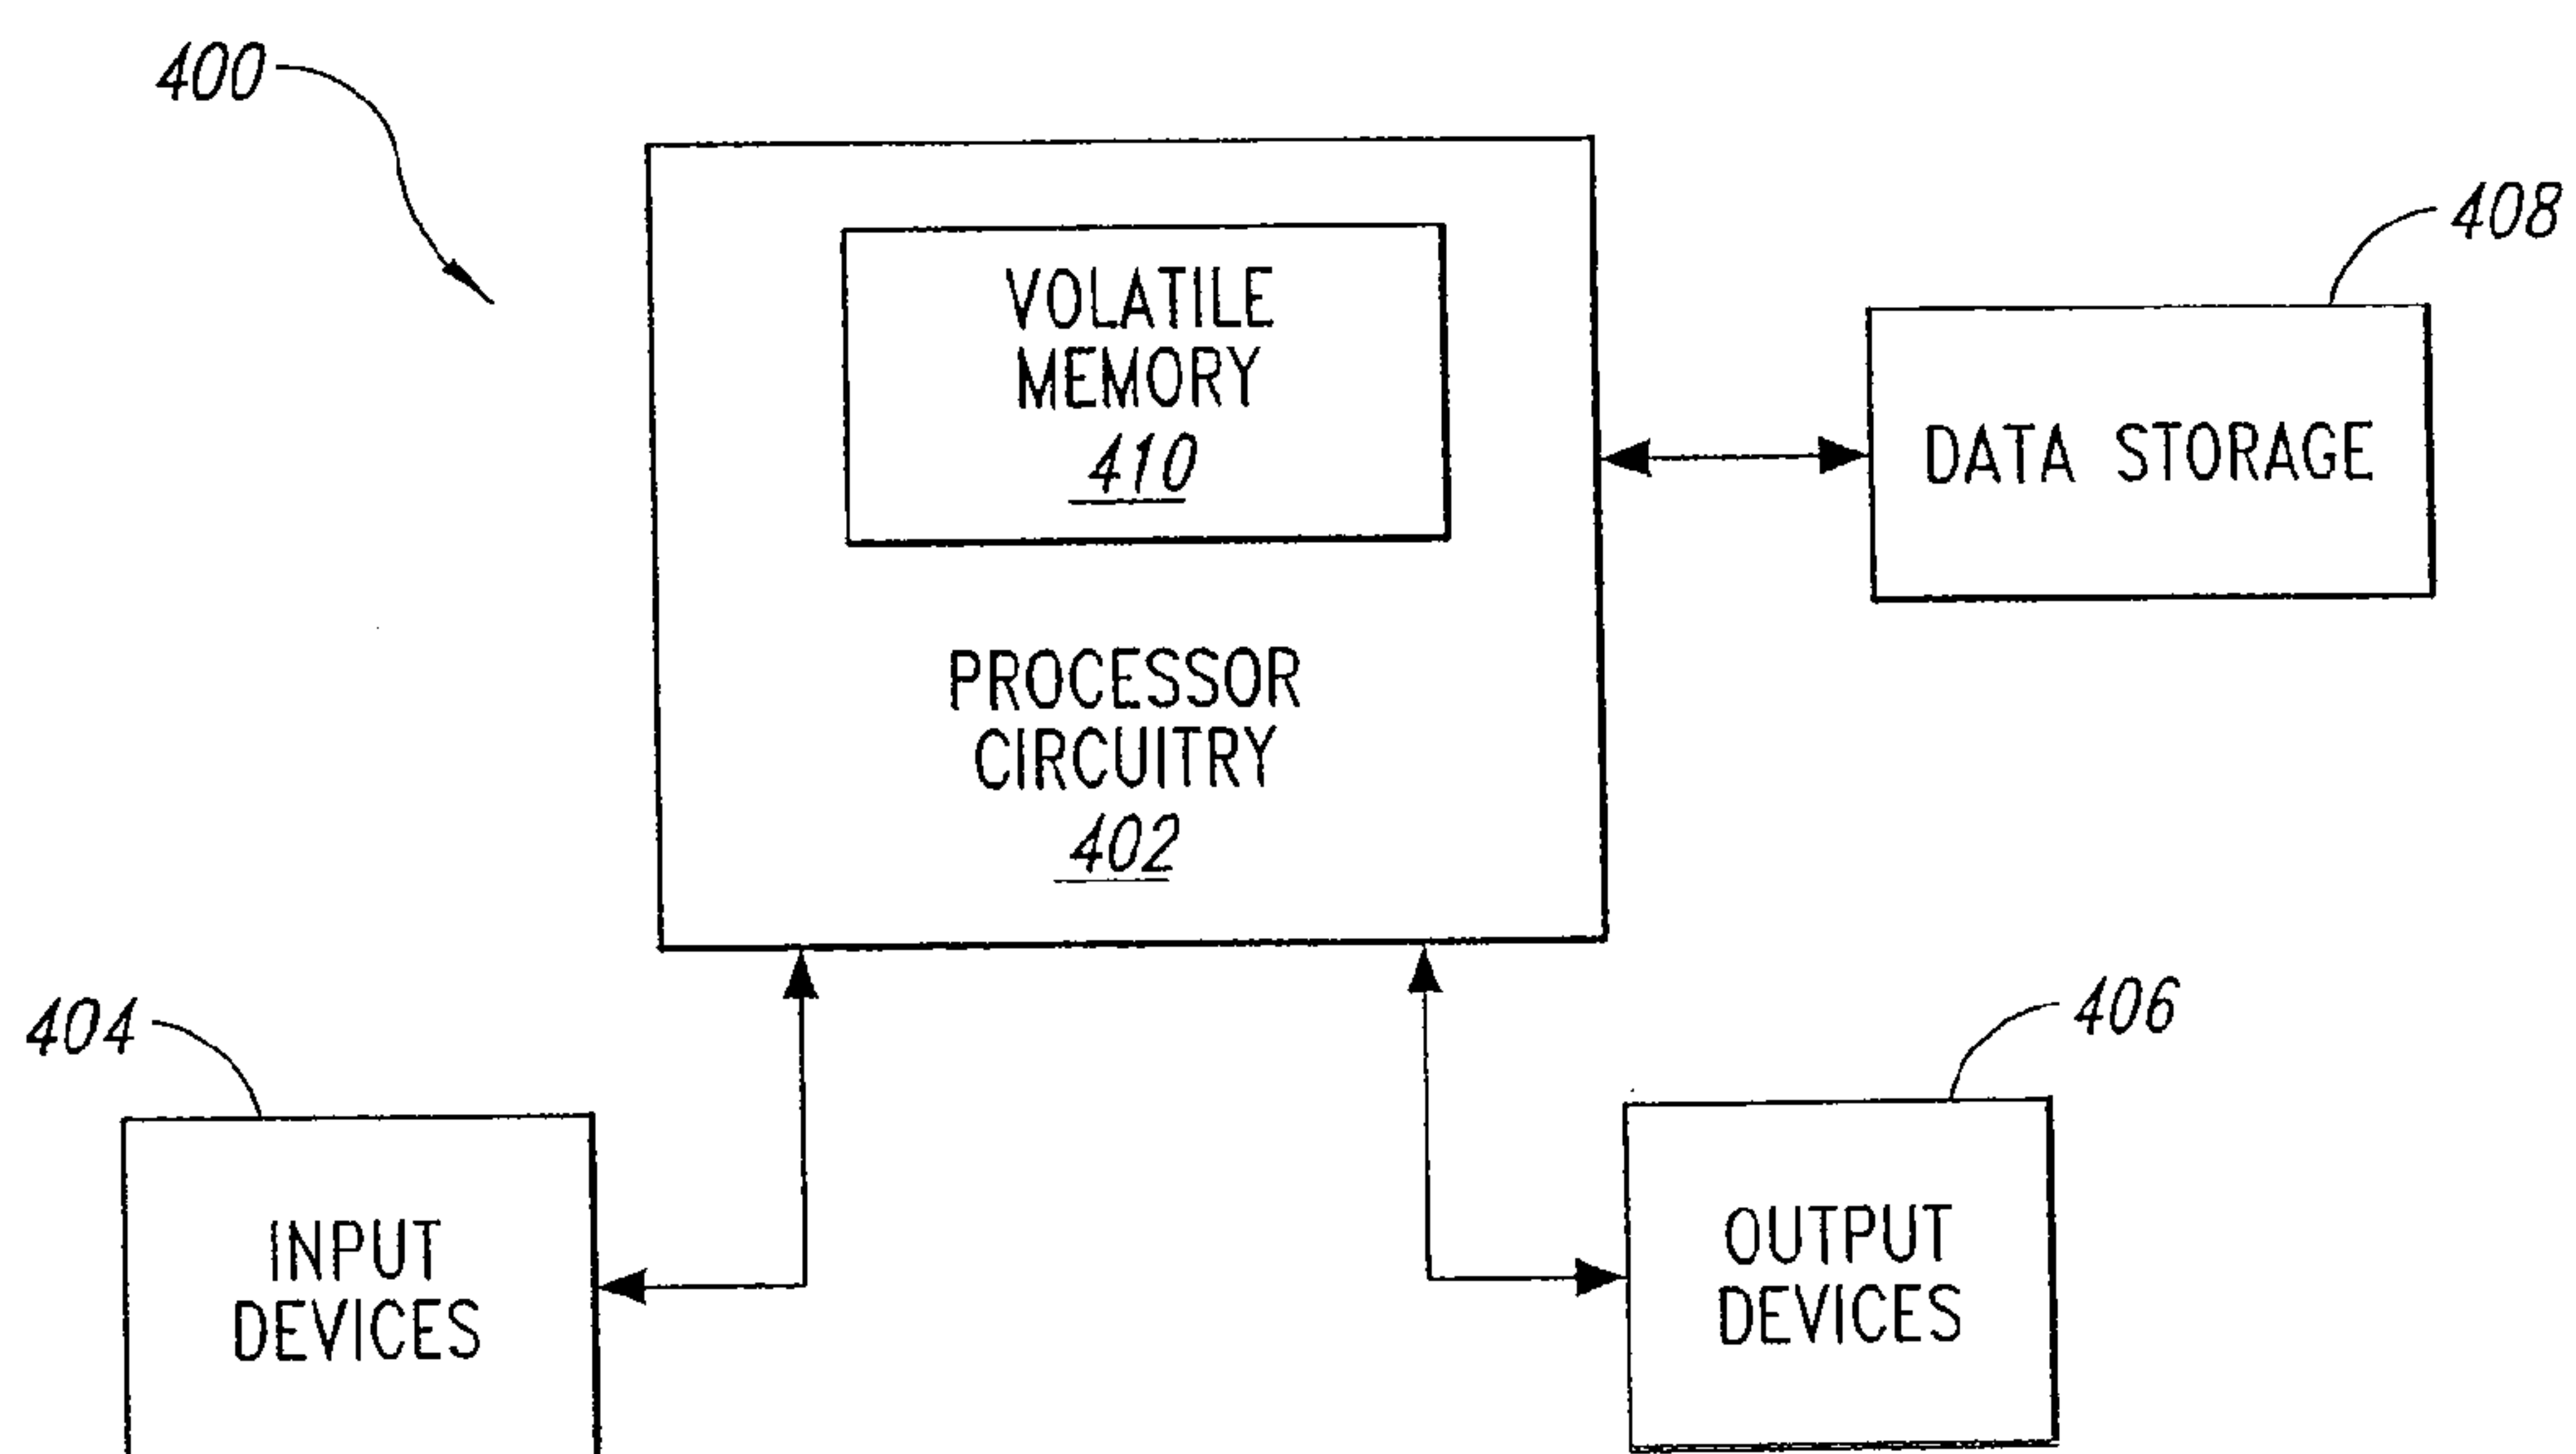 400
VOLATILE
MEMORY
410
408
DATA STORAGE
PROCESSOR
CIRCUITRY
402
404
406
INPUT
DEVICES
OUTPUT
DEVICES